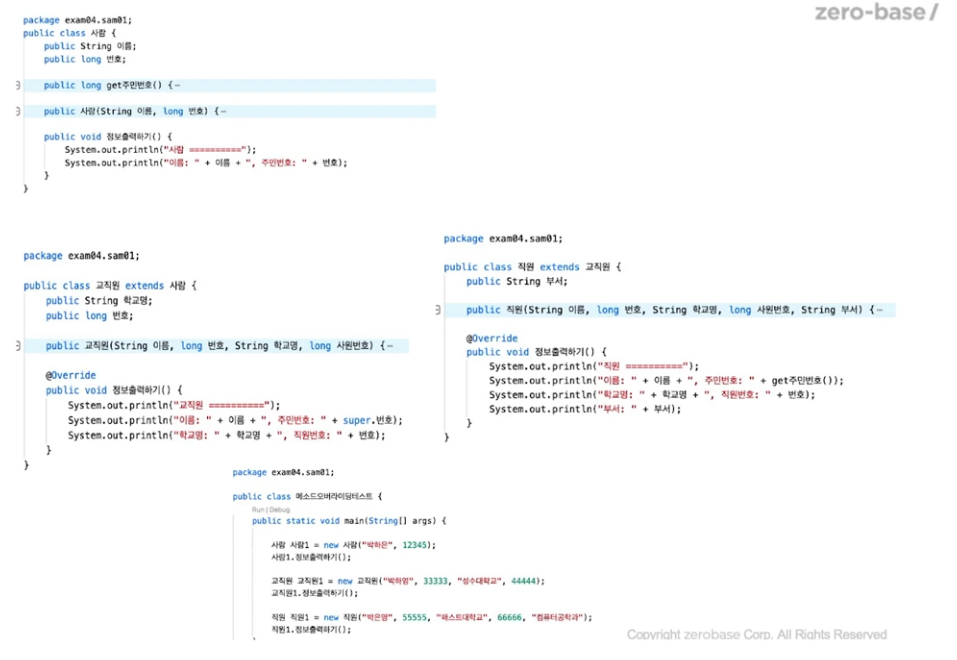 zero-base /
package exam04.sam01;
public class 사람 {
public String 이름;
public long 번호;
public long get주민번호() {⋯
public 사람(String 이름, long 번호) {⋯
public void 정보출력하기() {
System.out.println("사람 ==========");
System.out.println("이름: " + 이름 + ", 주민번호: " + 번호);
}
}
package exam04.sam01;
public class 교직원 extends 사람 {
public String 학교명;
public long 번호;
public 교직원(String 이름, long 번호, String 학교명, long 사원번호) {⋯
@Override
public void 정보출력하기() {
System.out.println("교직원 ==========");
System.out.println("이름: " + 이름 + ", 주민번호: " + super.번호);
System.out.println("학교명: " + 학교명 + ", 직원번호: " + 번호);
}
}
package exam04.sam01;
public class 직원 extends 교직원 {
public String 부서;
public 직원(String 이름, long 번호, String 학교명, long 사원번호, String 부서) {⋯
@Override
public void 정보출력하기() {
System.out.println("직원 ==========");
System.out.println("이름: " + 이름 + ", 주민번호: " + get주민번호());
System.out.println("학교명: " + 학교명 + ", 직원번호: " + 번호);
System.out.println("부서: " + 부서);
}
}
package exam04.sam01;
public class 메소드오버라이딩테스트 {
Run | Debug
public static void main(String[] args) {
사람 사람1 = new 사람("박하은", 12345);
사람1.정보출력하기();
교직원 교직원1 = new 교직원("박하영", 33333, "성수대학교", 44444);
교직원1.정보출력하기();
직원 직원1 = new 직원("박은영", 55555, "패스트대학교", 66666, "컴퓨터공학과");
직원1.정보출력하기();
Copyright zerobase Corp. All Rights Reserved